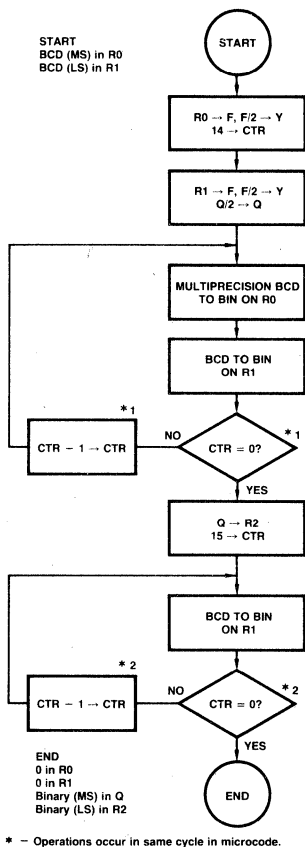 START
BCD (MS) in R0
BCD (LS) in R1
START
R0 → F, F/2 → Y
14 → CTR
R1 → F, F/2 → Y
Q/2 → Q
MULTIPRECISION BCD
TO BIN ON R0
BCD TO BIN
ON R1
* 1
CTR − 1 → CTR
NO
CTR = 0?
* 1
YES
Q → R2
15 → CTR
BCD TO BIN
ON R1
* 2
CTR − 1 → CTR
NO
CTR = 0?
* 2
YES
END
0 in R0
0 in R1
Binary (MS) in Q
Binary (LS) in R2
END
* − Operations occur in same cycle in microcode.